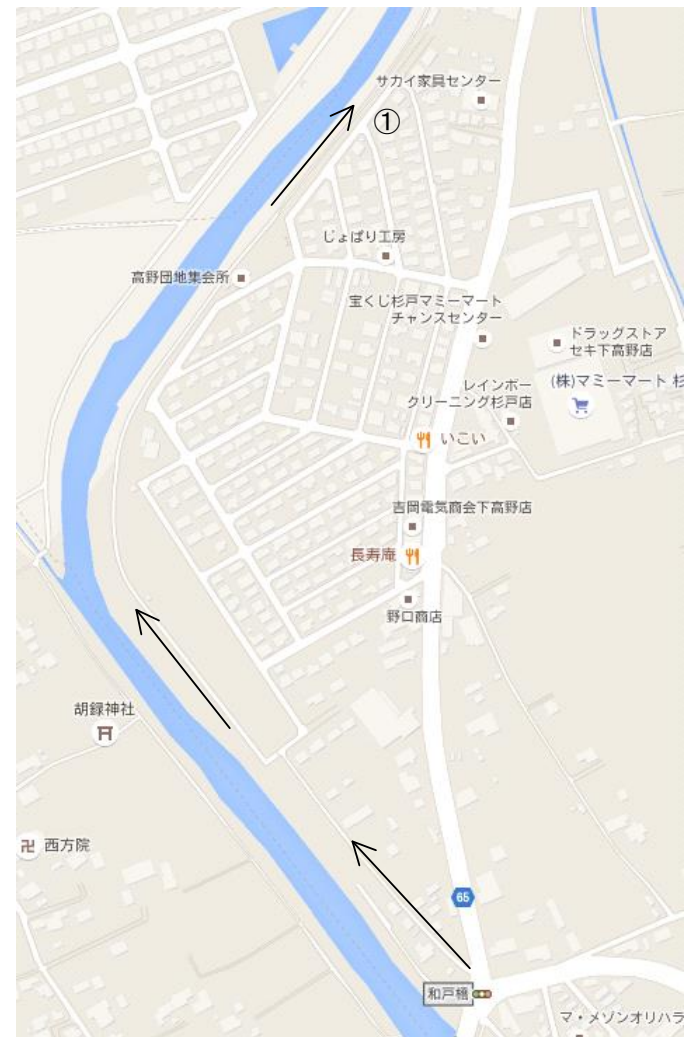 サカイ家具センター
①
じょぱり工房
高野団地集会所
宝くじ杉戸マミーマート
チャンスセンター
ドラッグストア
セキ下高野店
(株)マミーマート 杉
レインボー
クリーニング杉戸店
いこい
吉岡電気商会下高野店
長寿庵
野口商店
胡録神社
西方院
65
和戸橋
マ・メゾンオリハラ